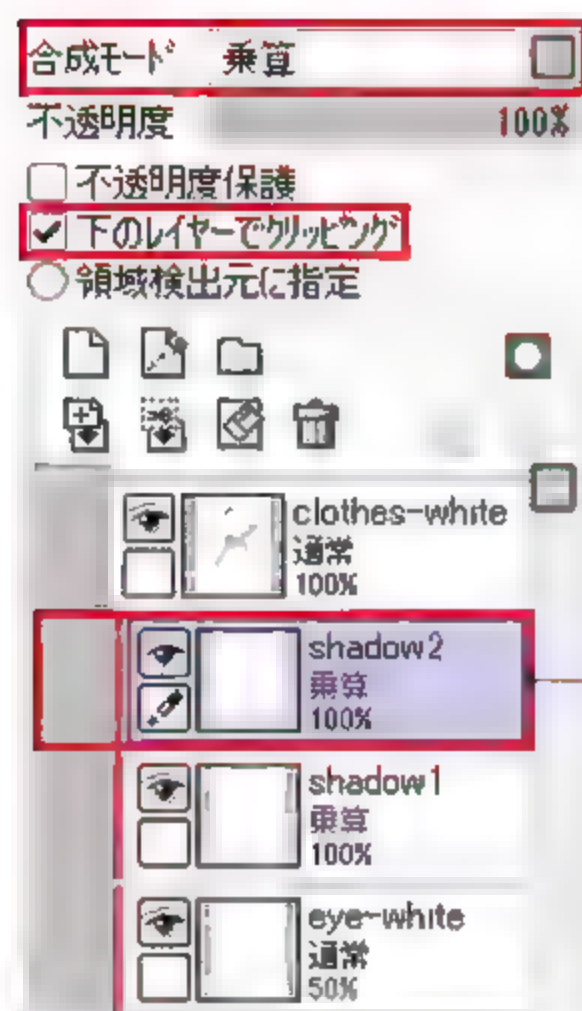 合成モード 乗算
不透明度 100%
不透明度保護
下のレイヤーでクリッピング
領域検出元に指定
clothes-white
通常
100%
shadow2
乗算
100%
shadow1
乗算
100%
eye-white
通常
50%